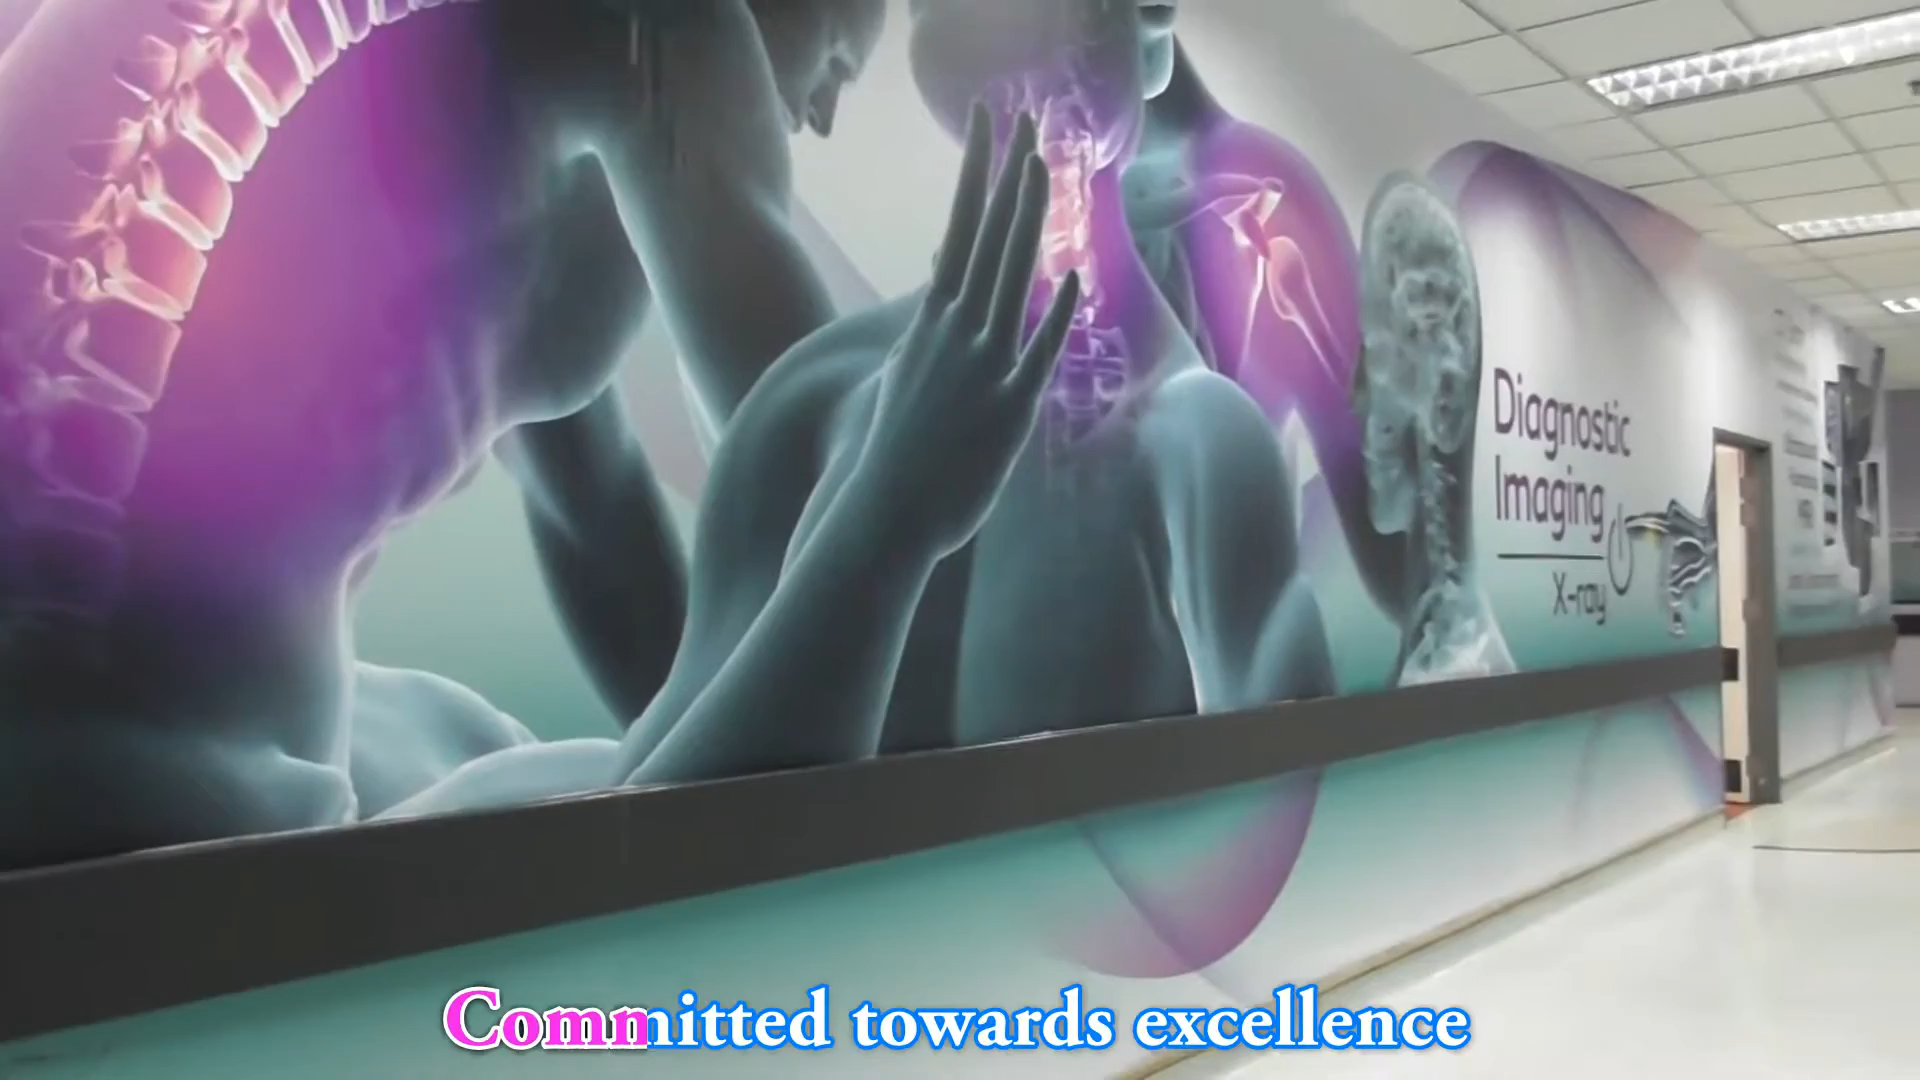 Diagnostic
Imaging
X-ray
Committed towards excellence